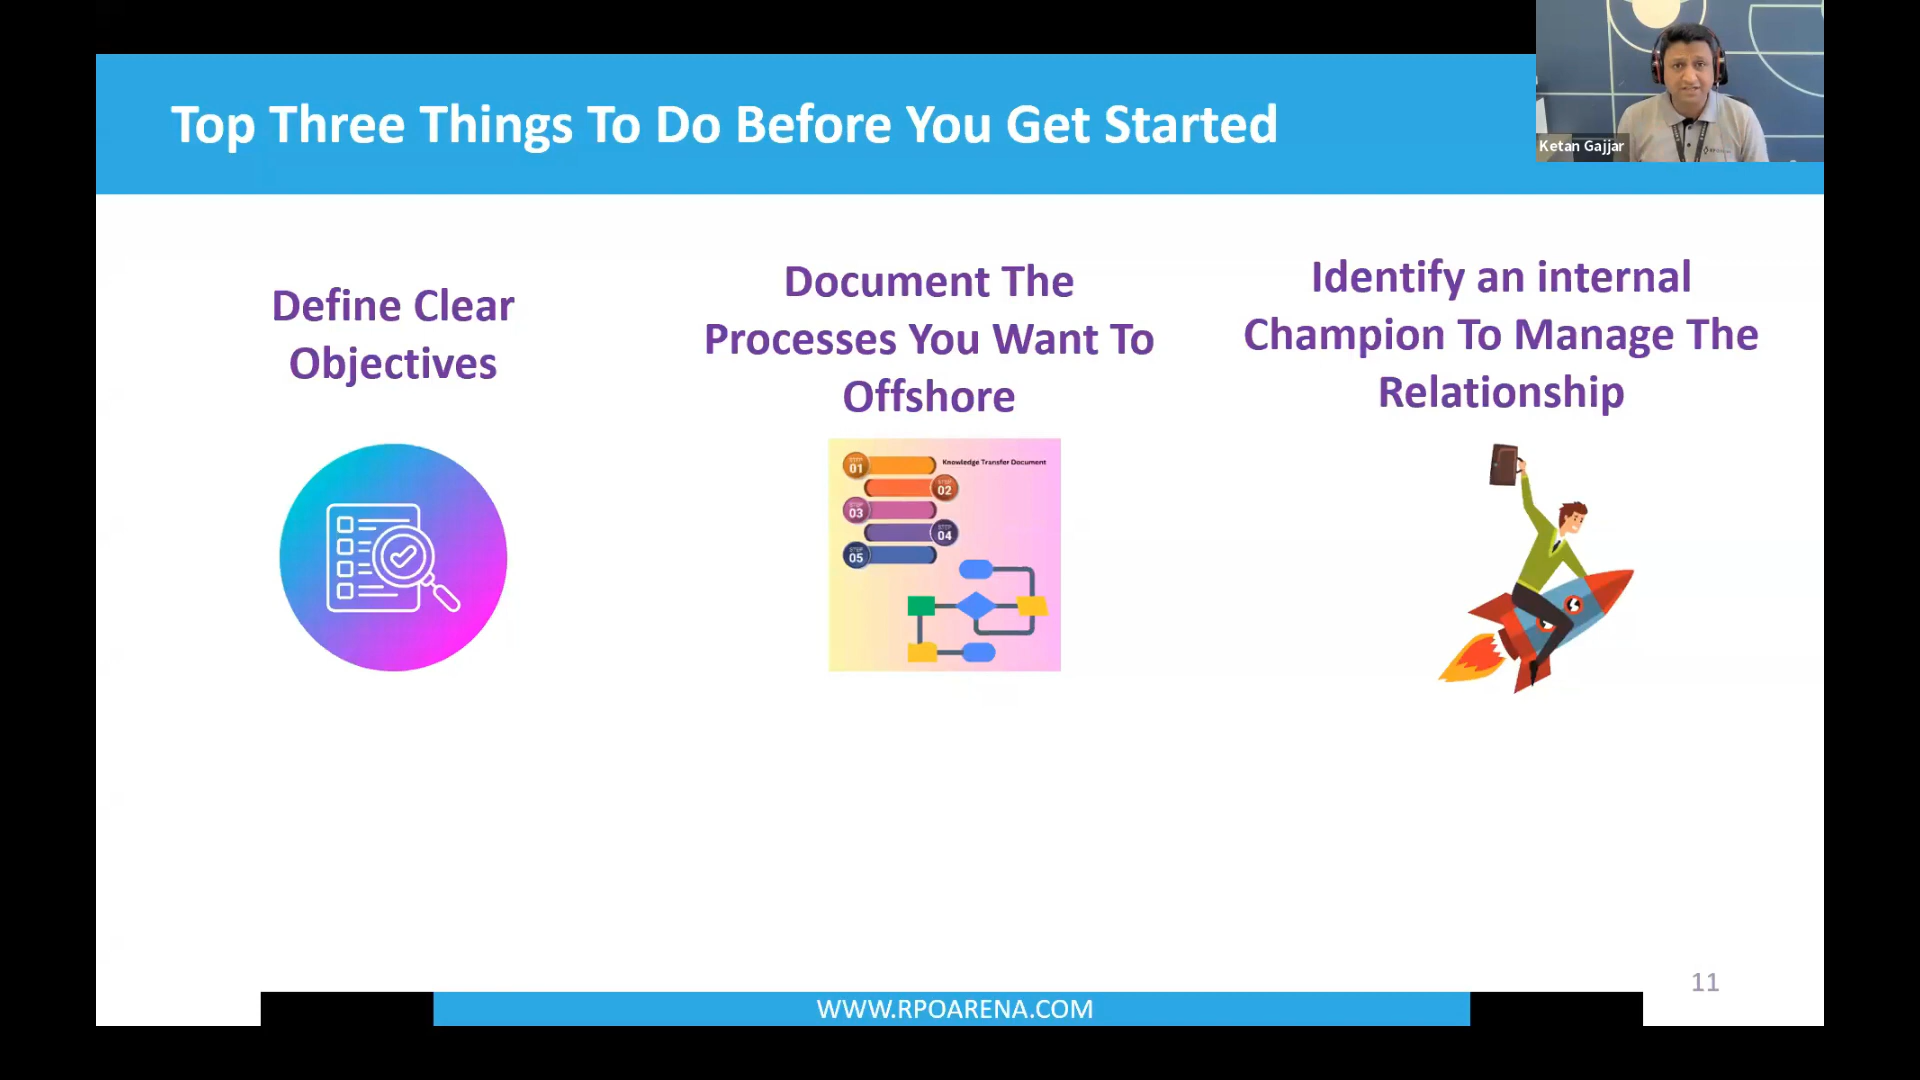 Top Three Things To Do Before You Get Started
Ketan Gajjar
Define Clear
Objectives
Document The
Processes You Want To
Offshore
Identify an internal
Champion To Manage The
Relationship
Knowledge Transfer Document
STEP
01
STEP
02
STEP
03
STEP
04
STEP
05
11
WWW.RPOARENA.COM